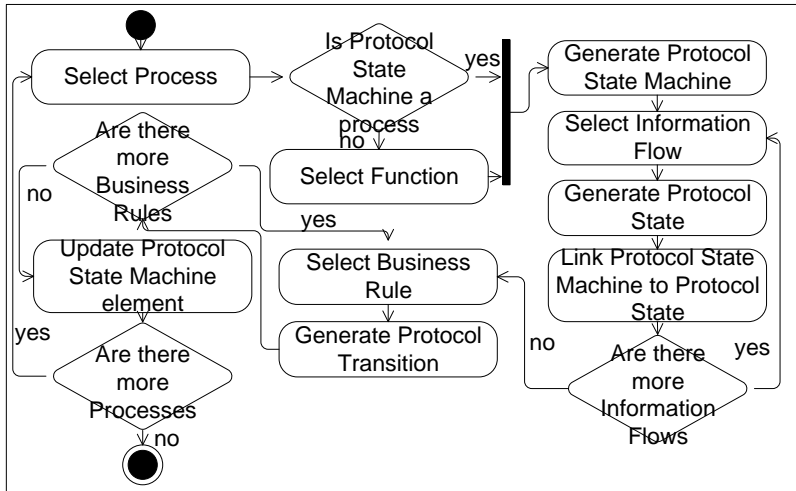 Select Process
Is Protocol
State
Machine a
process
yes
no
Select Function
Generate Protocol
State Machine
Select Information
Flow
Generate Protocol
State
Link Protocol State
Machine to Protocol
State
Are there
more
Information
Flows
yes
no
Select Business
Rule
Generate Protocol
Transition
Are there
more
Business
Rules
yes
no
Update Protocol
State Machine
element
Are there
more
Processes
yes
no